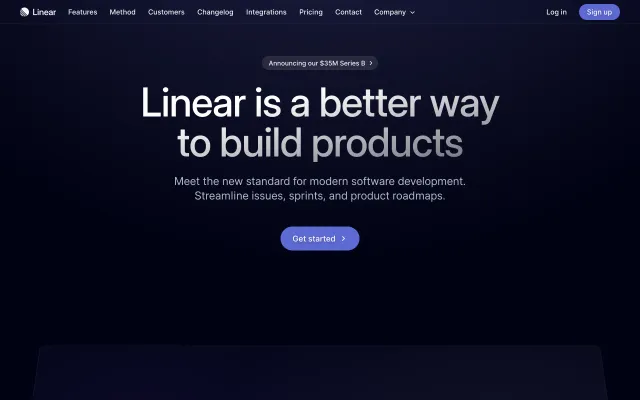 Linear Features Method Customers Changelog Integrations Pricing Contact Company Log in Sign up
Announcing our $35M Series B
Linear is a better way
to build products
Meet the new standard for modern software development.
Streamline issues, sprints, and product roadmaps.
Get started